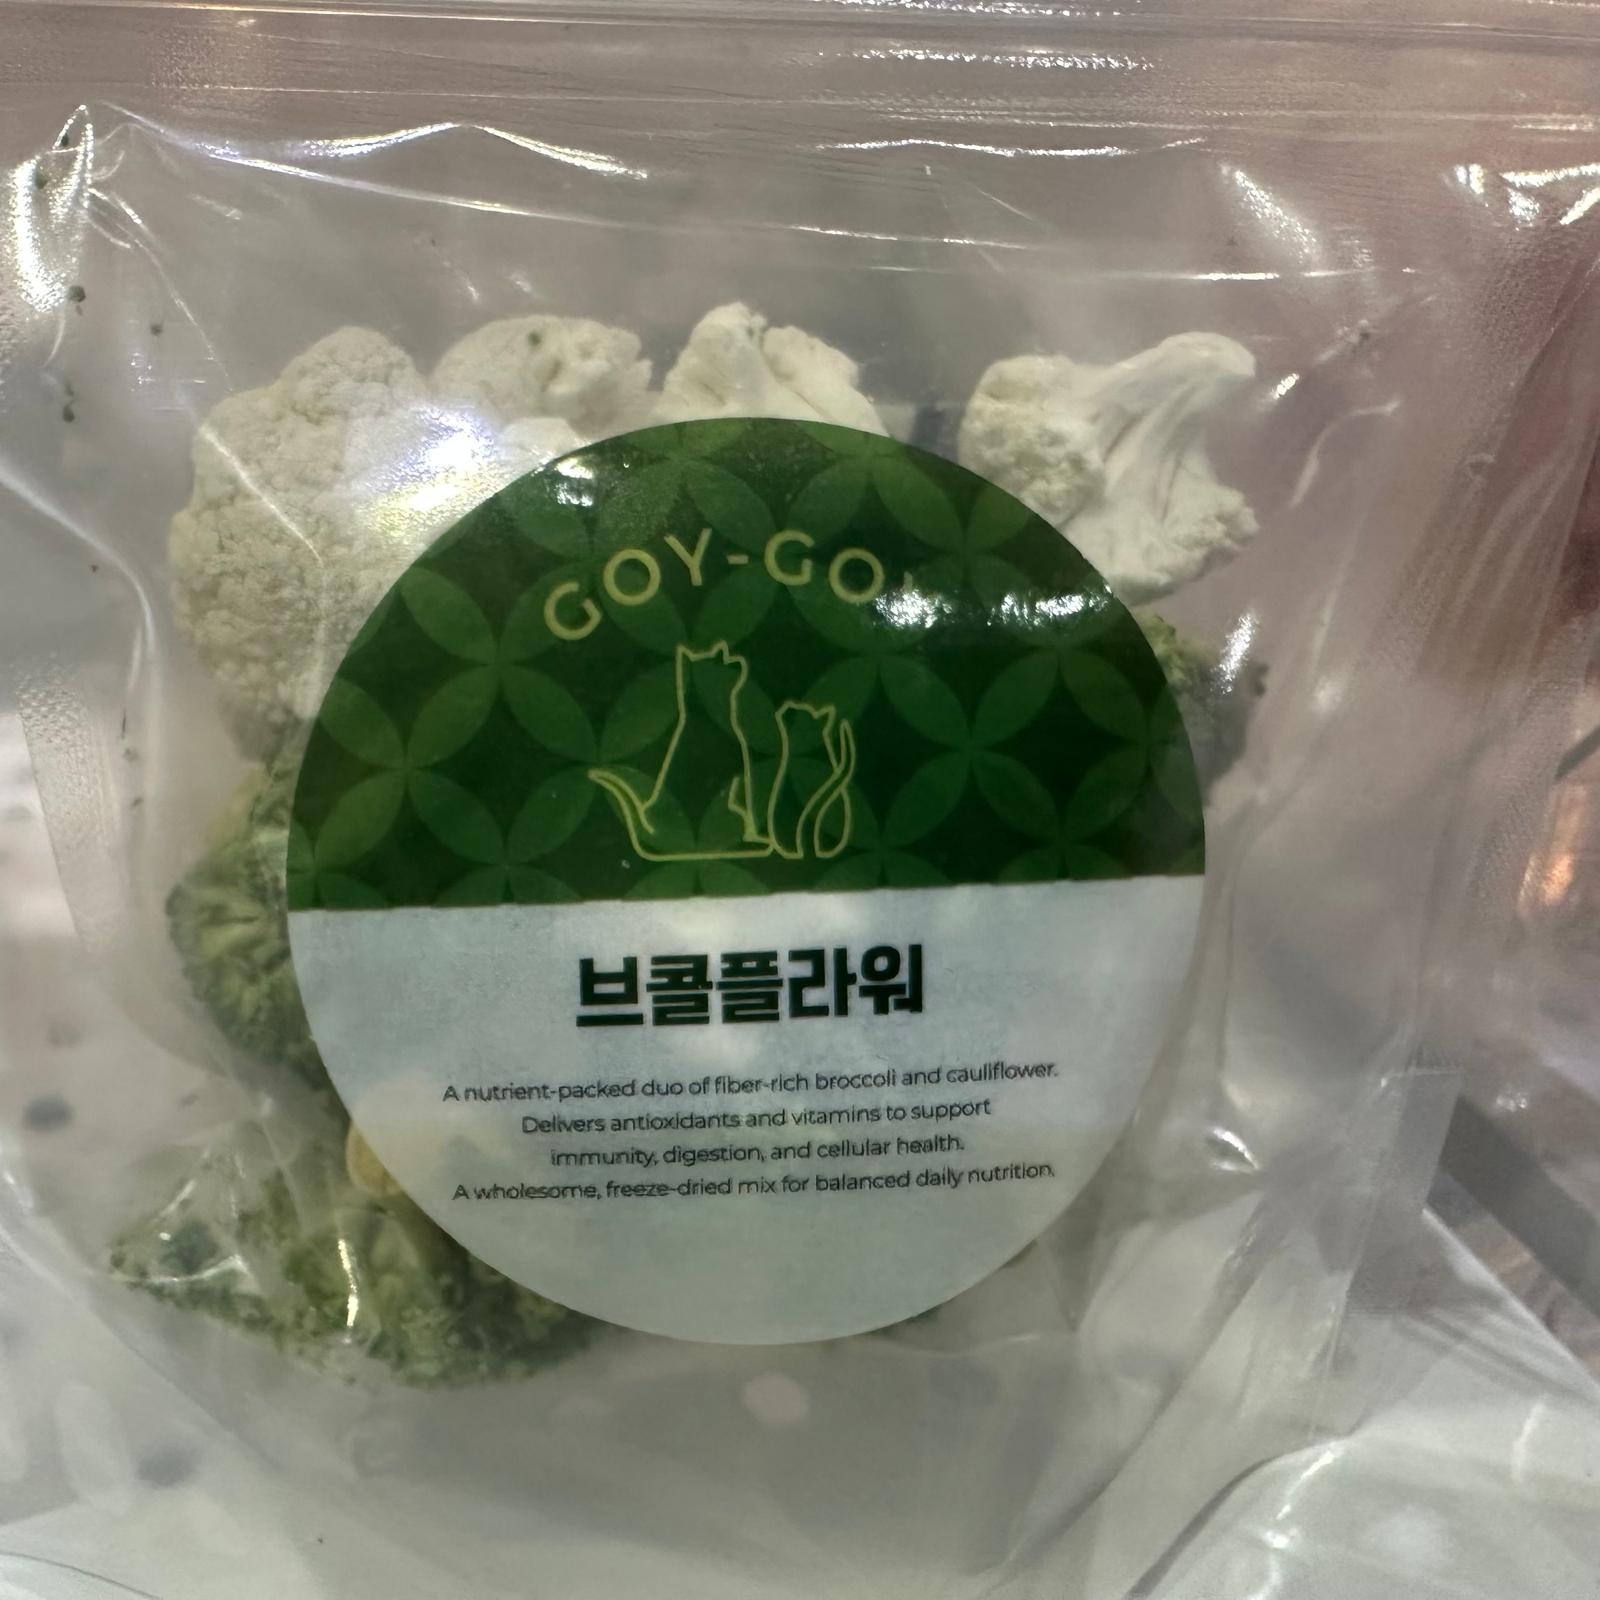 GOY-GO
브콜플라워
A nutrient-packed duo of fiber-rich broccoli and cauliflower.
Delivers antioxidants and vitamins to support
immunity, digestion, and cellular health.
A wholesome, freeze-dried mix for balanced daily nutrition.